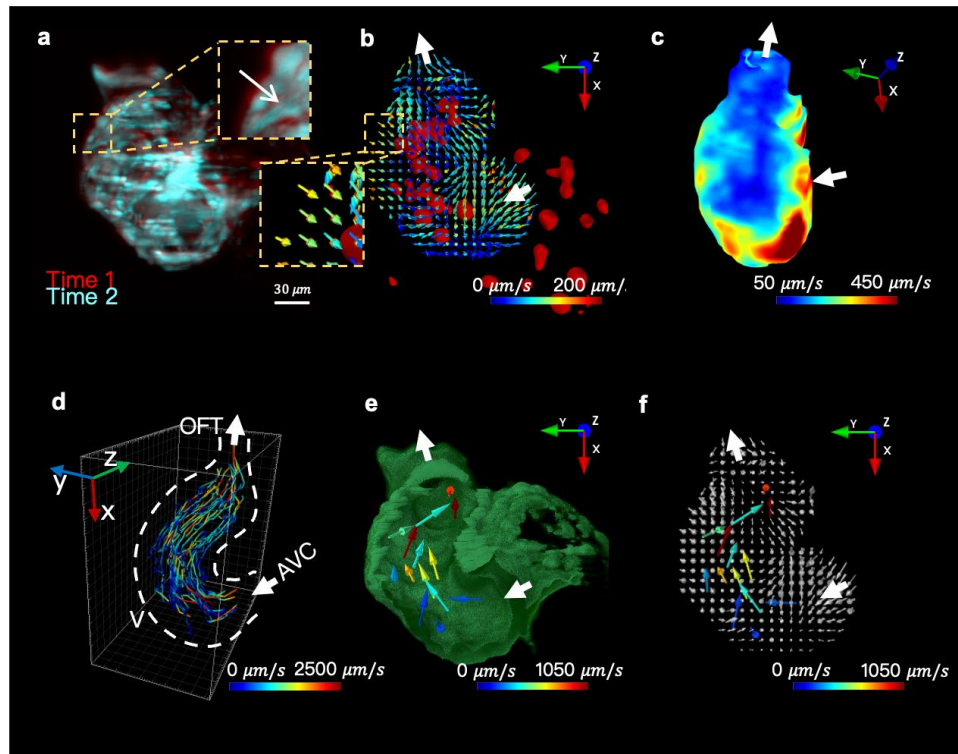 a
b
c
Y
Z
X
Y
Z
X
Time 1
Time 2
30 μm
0 μm/s 200 μm/
50 μm/s 450 μm/s
d
e
f
OFT
y
z
x
AVC
V
Y
Z
X
Y
Z
X
0 μm/s 2500 μm/s
0 μm/s 1050 μm/s
0 μm/s 1050 μm/s